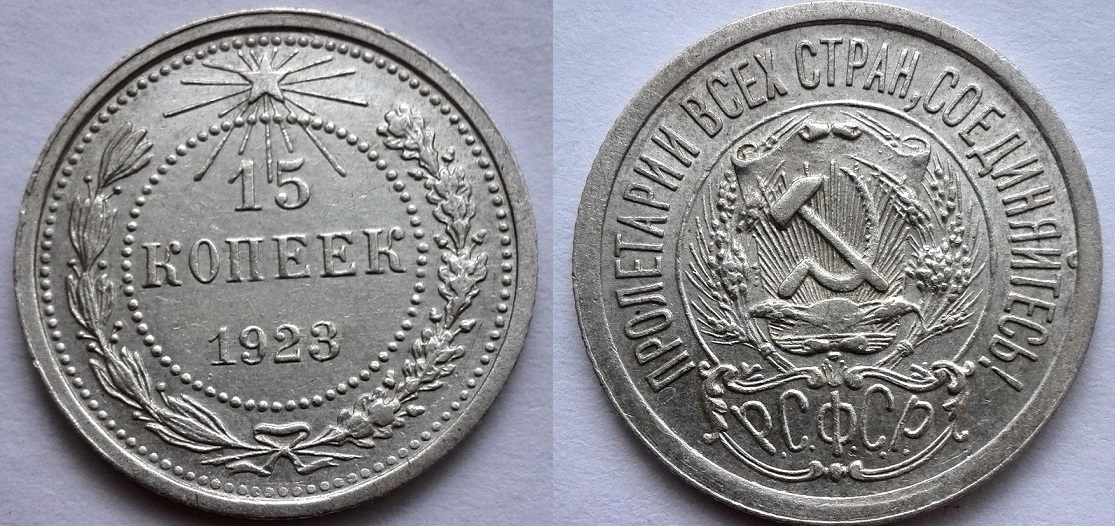 15
КОПЕЕК
1923
ПРОЛЕТАРИИ ВСЕХ СТРАН, СОЕДИНЯЙТЕСЬ!
Р.С.Ф.С.Р.